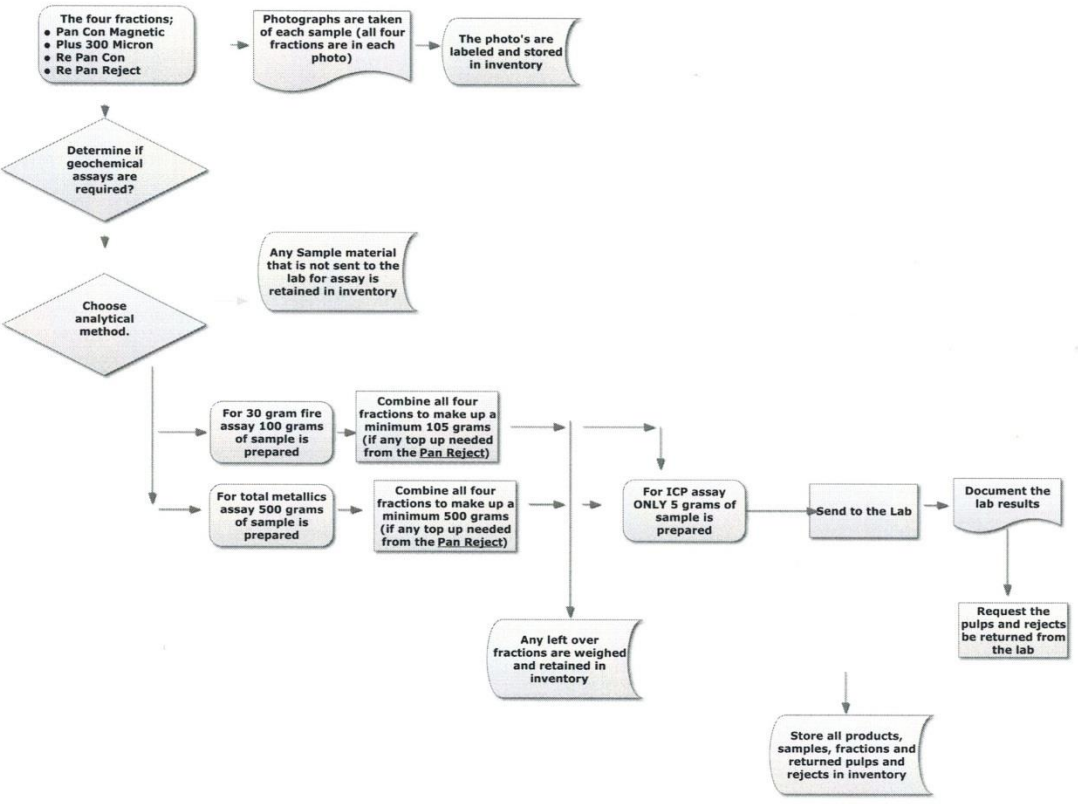 The four fractions;
• Pan Con Magnetic
• Plus 300 Micron
• Re Pan Con
• Re Pan Reject
Photographs are taken
of each sample (all four
fractions are in each
photo)
The photo's are
labeled and stored
in inventory
Determine if
geochemical
assays are
required?
Any Sample material
that is not sent to the
lab for assay is
retained in inventory
Choose
analytical
method.
For 30 gram fire
assay 100 grams
of sample is
prepared
Combine all four
fractions to make up a
minimum 105 grams
(if any top up needed
from the Pan Reject)
For total metallics
assay 500 grams
of sample is
prepared
Combine all four
fractions to make up a
minimum 500 grams
(if any top up needed
from the Pan Reject)
For ICP assay
ONLY 5 grams of
sample is
prepared
Send to the Lab
Document the
lab results
Request the
pulps and rejects
be returned from
the lab
Any left over
fractions are weighed
and retained in
inventory
Store all products,
samples, fractions and
returned pulps and
rejects in inventory